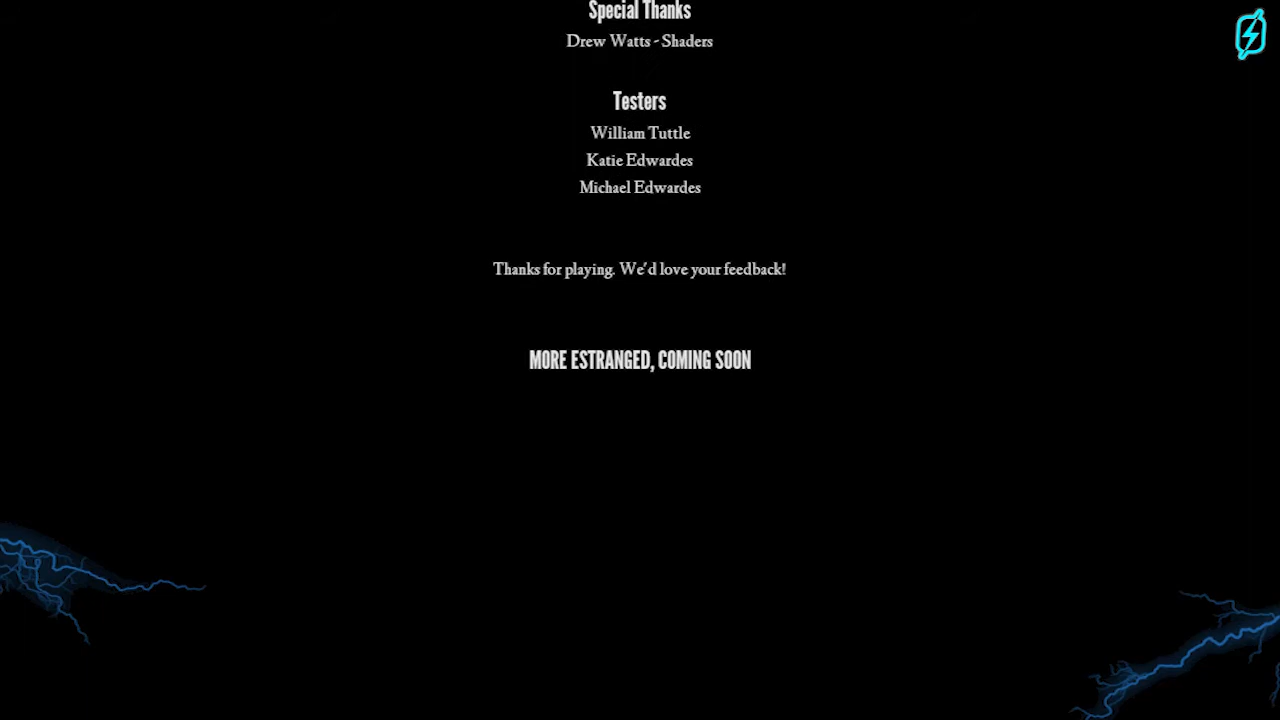 Special Thanks
Drew Watts - Shaders
Testers
William Tuttle
Katie Edwardes
Michael Edwardes
Thanks for playing. We'd love your feedback!
MORE ESTRANGED, COMING SOON